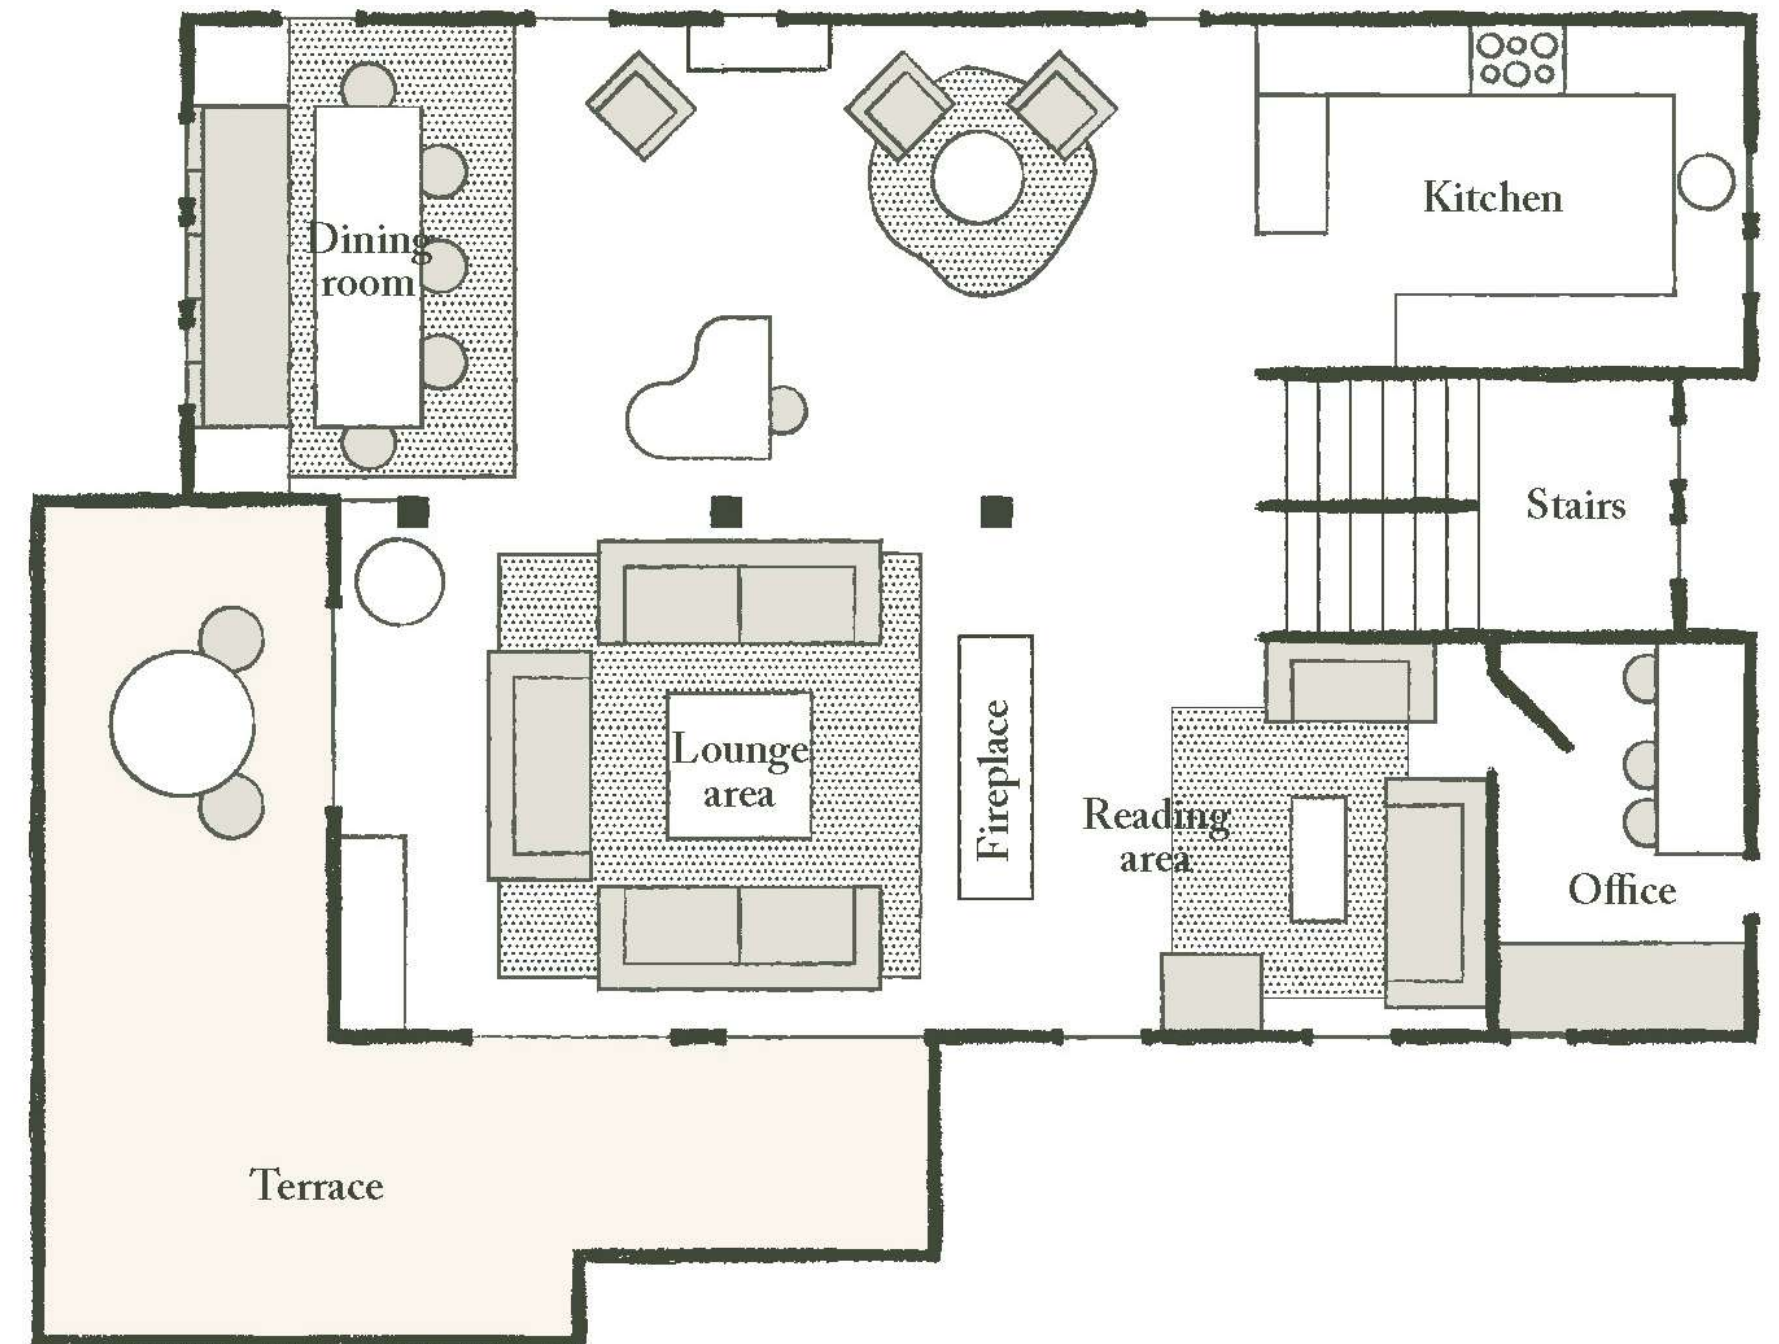 Kitchen
Dining
room
Stairs
Lounge
area
Fireplace
Reading
area
Office
Terrace